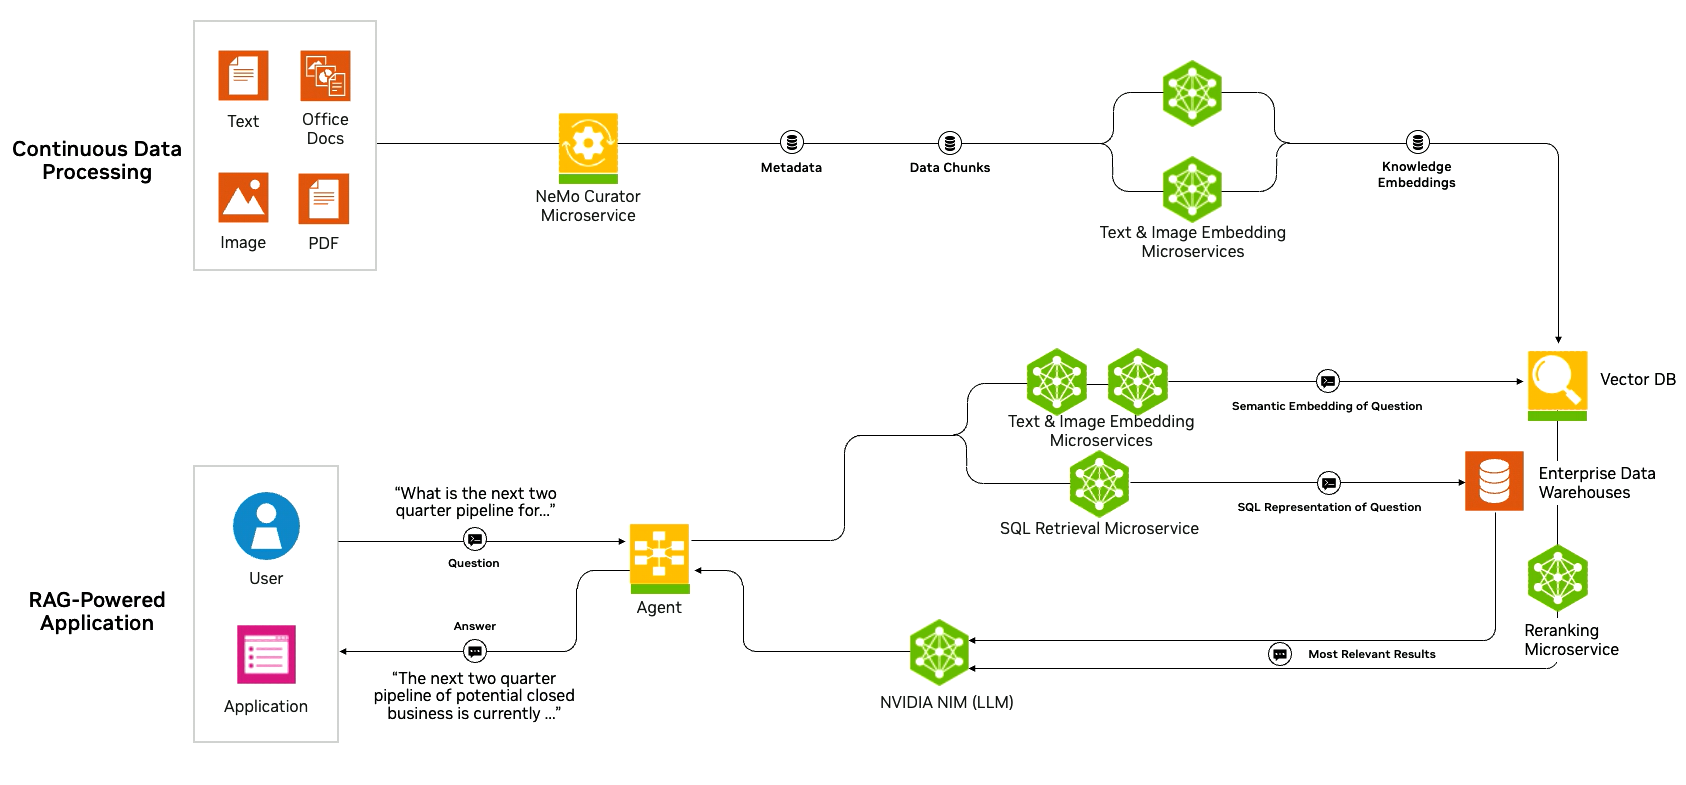 Continuous Data
Processing
Text
Office
Docs
Image
PDF
NeMo Curator
Microservice
Metadata
Data Chunks
Text & Image Embedding
Microservices
Knowledge
Embeddings
Vector DB
Text & Image Embedding
Microservices
Semantic Embedding of Question
SQL Retrieval Microservice
SQL Representation of Question
Enterprise Data
Warehouses
RAG-Powered
Application
User
Application
“What is the next two
quarter pipeline for...”
Question
Agent
Answer
“The next two quarter
pipeline of potential closed
business is currently ...”
NVIDIA NIM (LLM)
Most Relevant Results
Reranking
Microservice